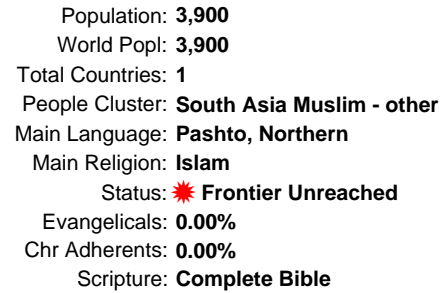 Population: 3,900
World Popl: 3,900
Total Countries: 1
People Cluster: South Asia Muslim - other
Main Language: Pashto, Northern
Main Religion: Islam
Status: Frontier Unreached
Evangelicals: 0.00%
Chr Adherents: 0.00%
Scripture: Complete Bible